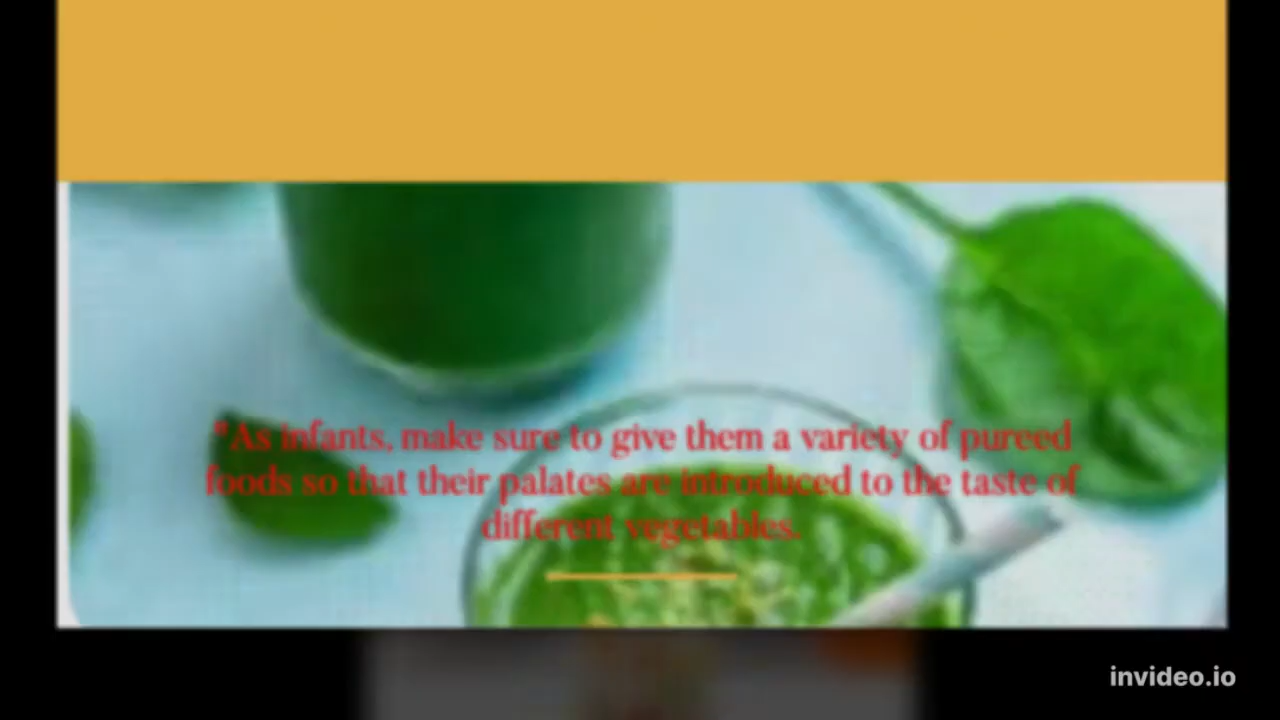 *As infants, make sure to give them a variety of pureed
foods so that their palates are introduced to the taste of
different vegetables.
invideo.io